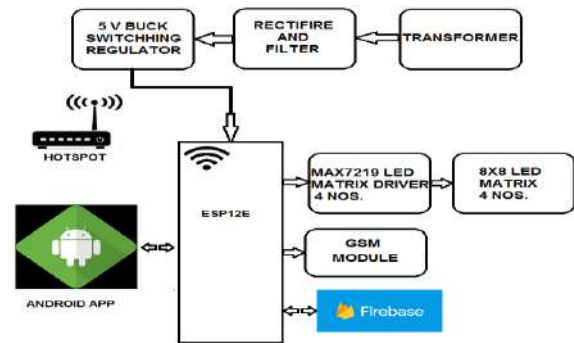 5 V BUCK
SWITCHHING
REGULATOR
RECTIFIRE
AND
FILTER
TRANSFORMER
HOTSPOT
ESP12E
MAX7219 LED
MATRIX DRIVER
4 NOS.
8X8 LED
MATRIX
4 NOS.
GSM
MODULE
ANDROID APP
Firebase